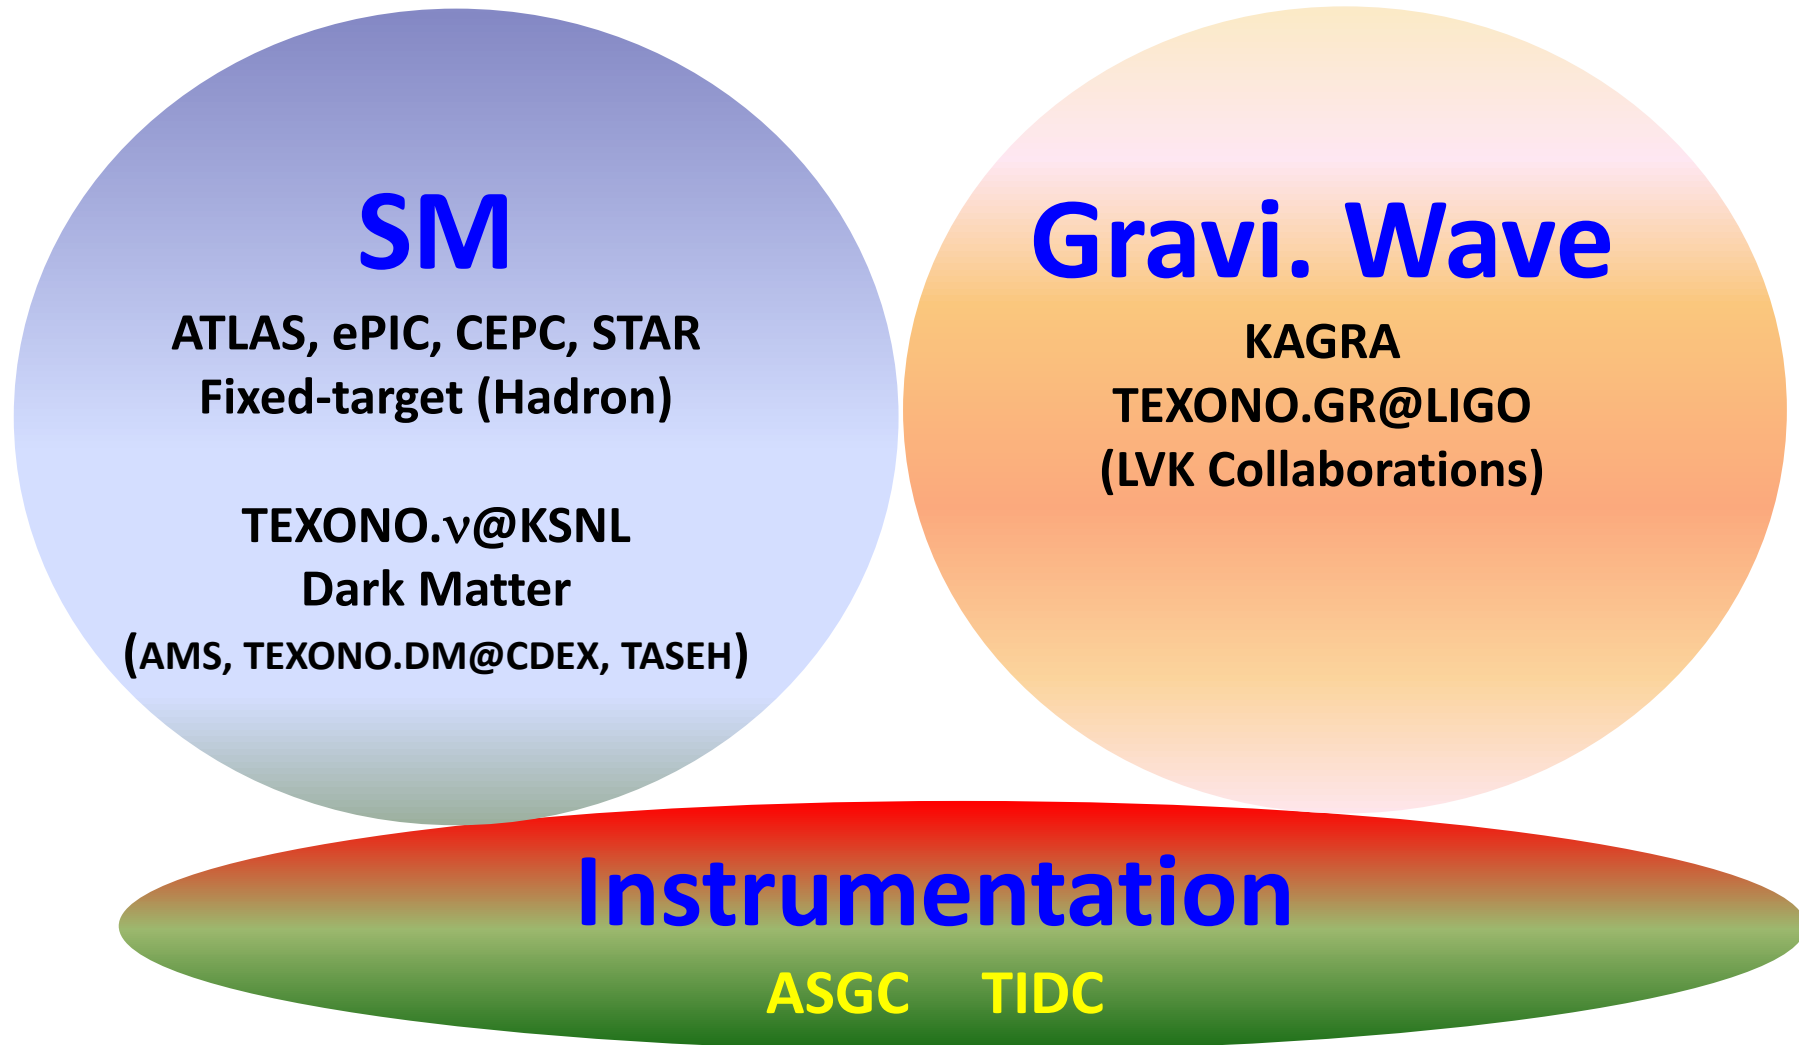 SM
ATLAS, ePIC, CEPC, STAR
Fixed-target (Hadron)
TEXONO.ν@KSNL
Dark Matter
(AMS, TEXONO.DM@CDEX, TASEH)
Gravi. Wave
KAGRA
TEXONO.GR@LIGO
(LVK Collaborations)
Instrumentation
ASGC TIDC